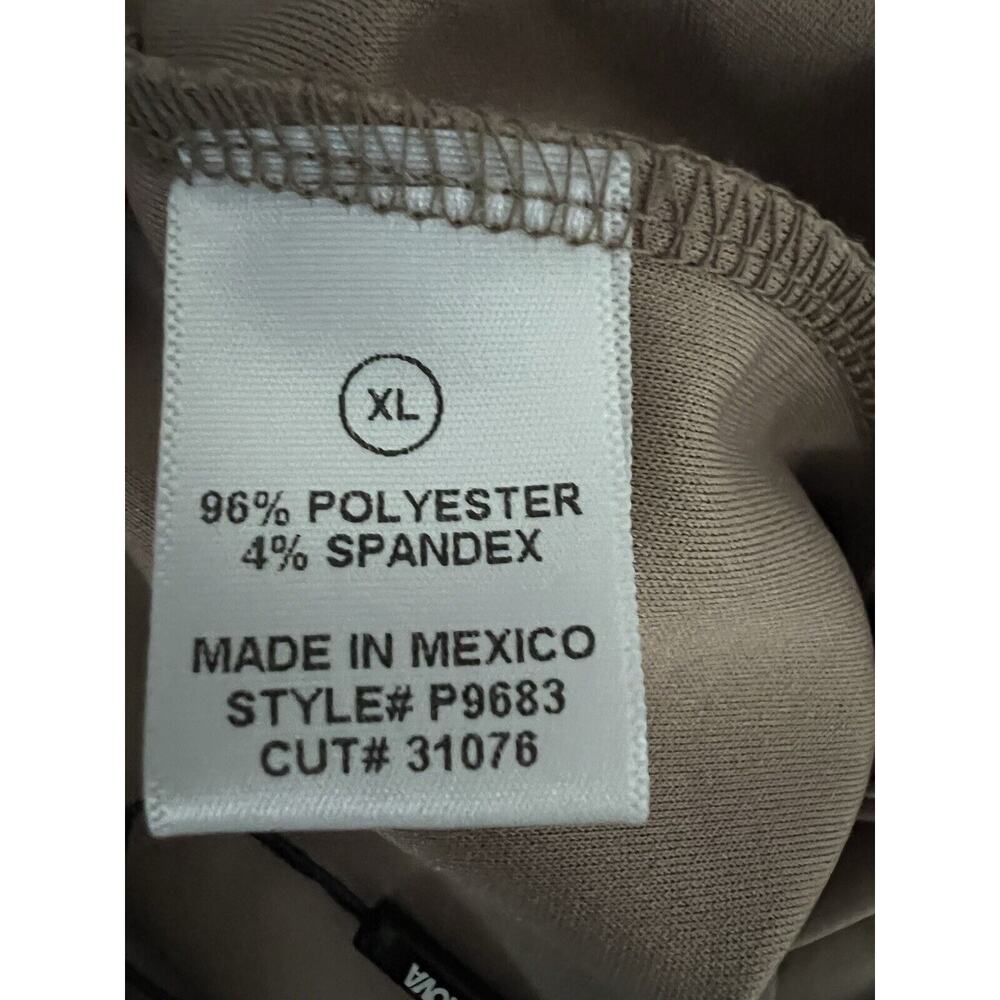 XL
96% POLYESTER
4% SPANDEX
MADE IN MEXICO
STYLE# P9683
CUT# 31076